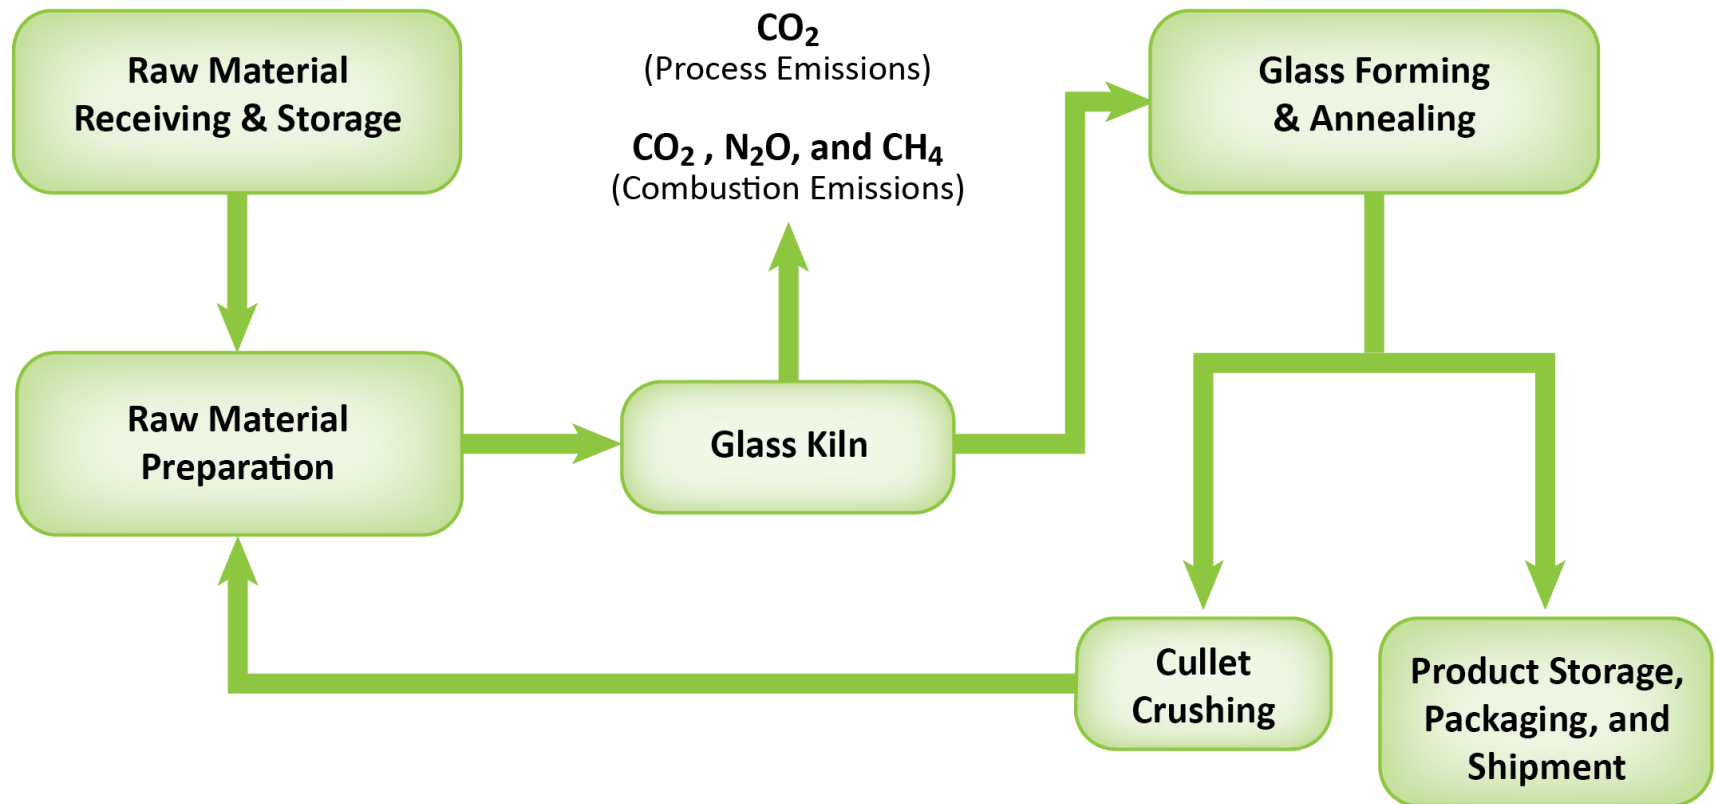 Raw Material
Receiving & Storage
CO₂
(Process Emissions)
CO₂ , N₂O, and CH₄
(Combustion Emissions)
Glass Forming
& Annealing
Raw Material
Preparation
Glass Kiln
Cullet
Crushing
Product Storage,
Packaging, and
Shipment